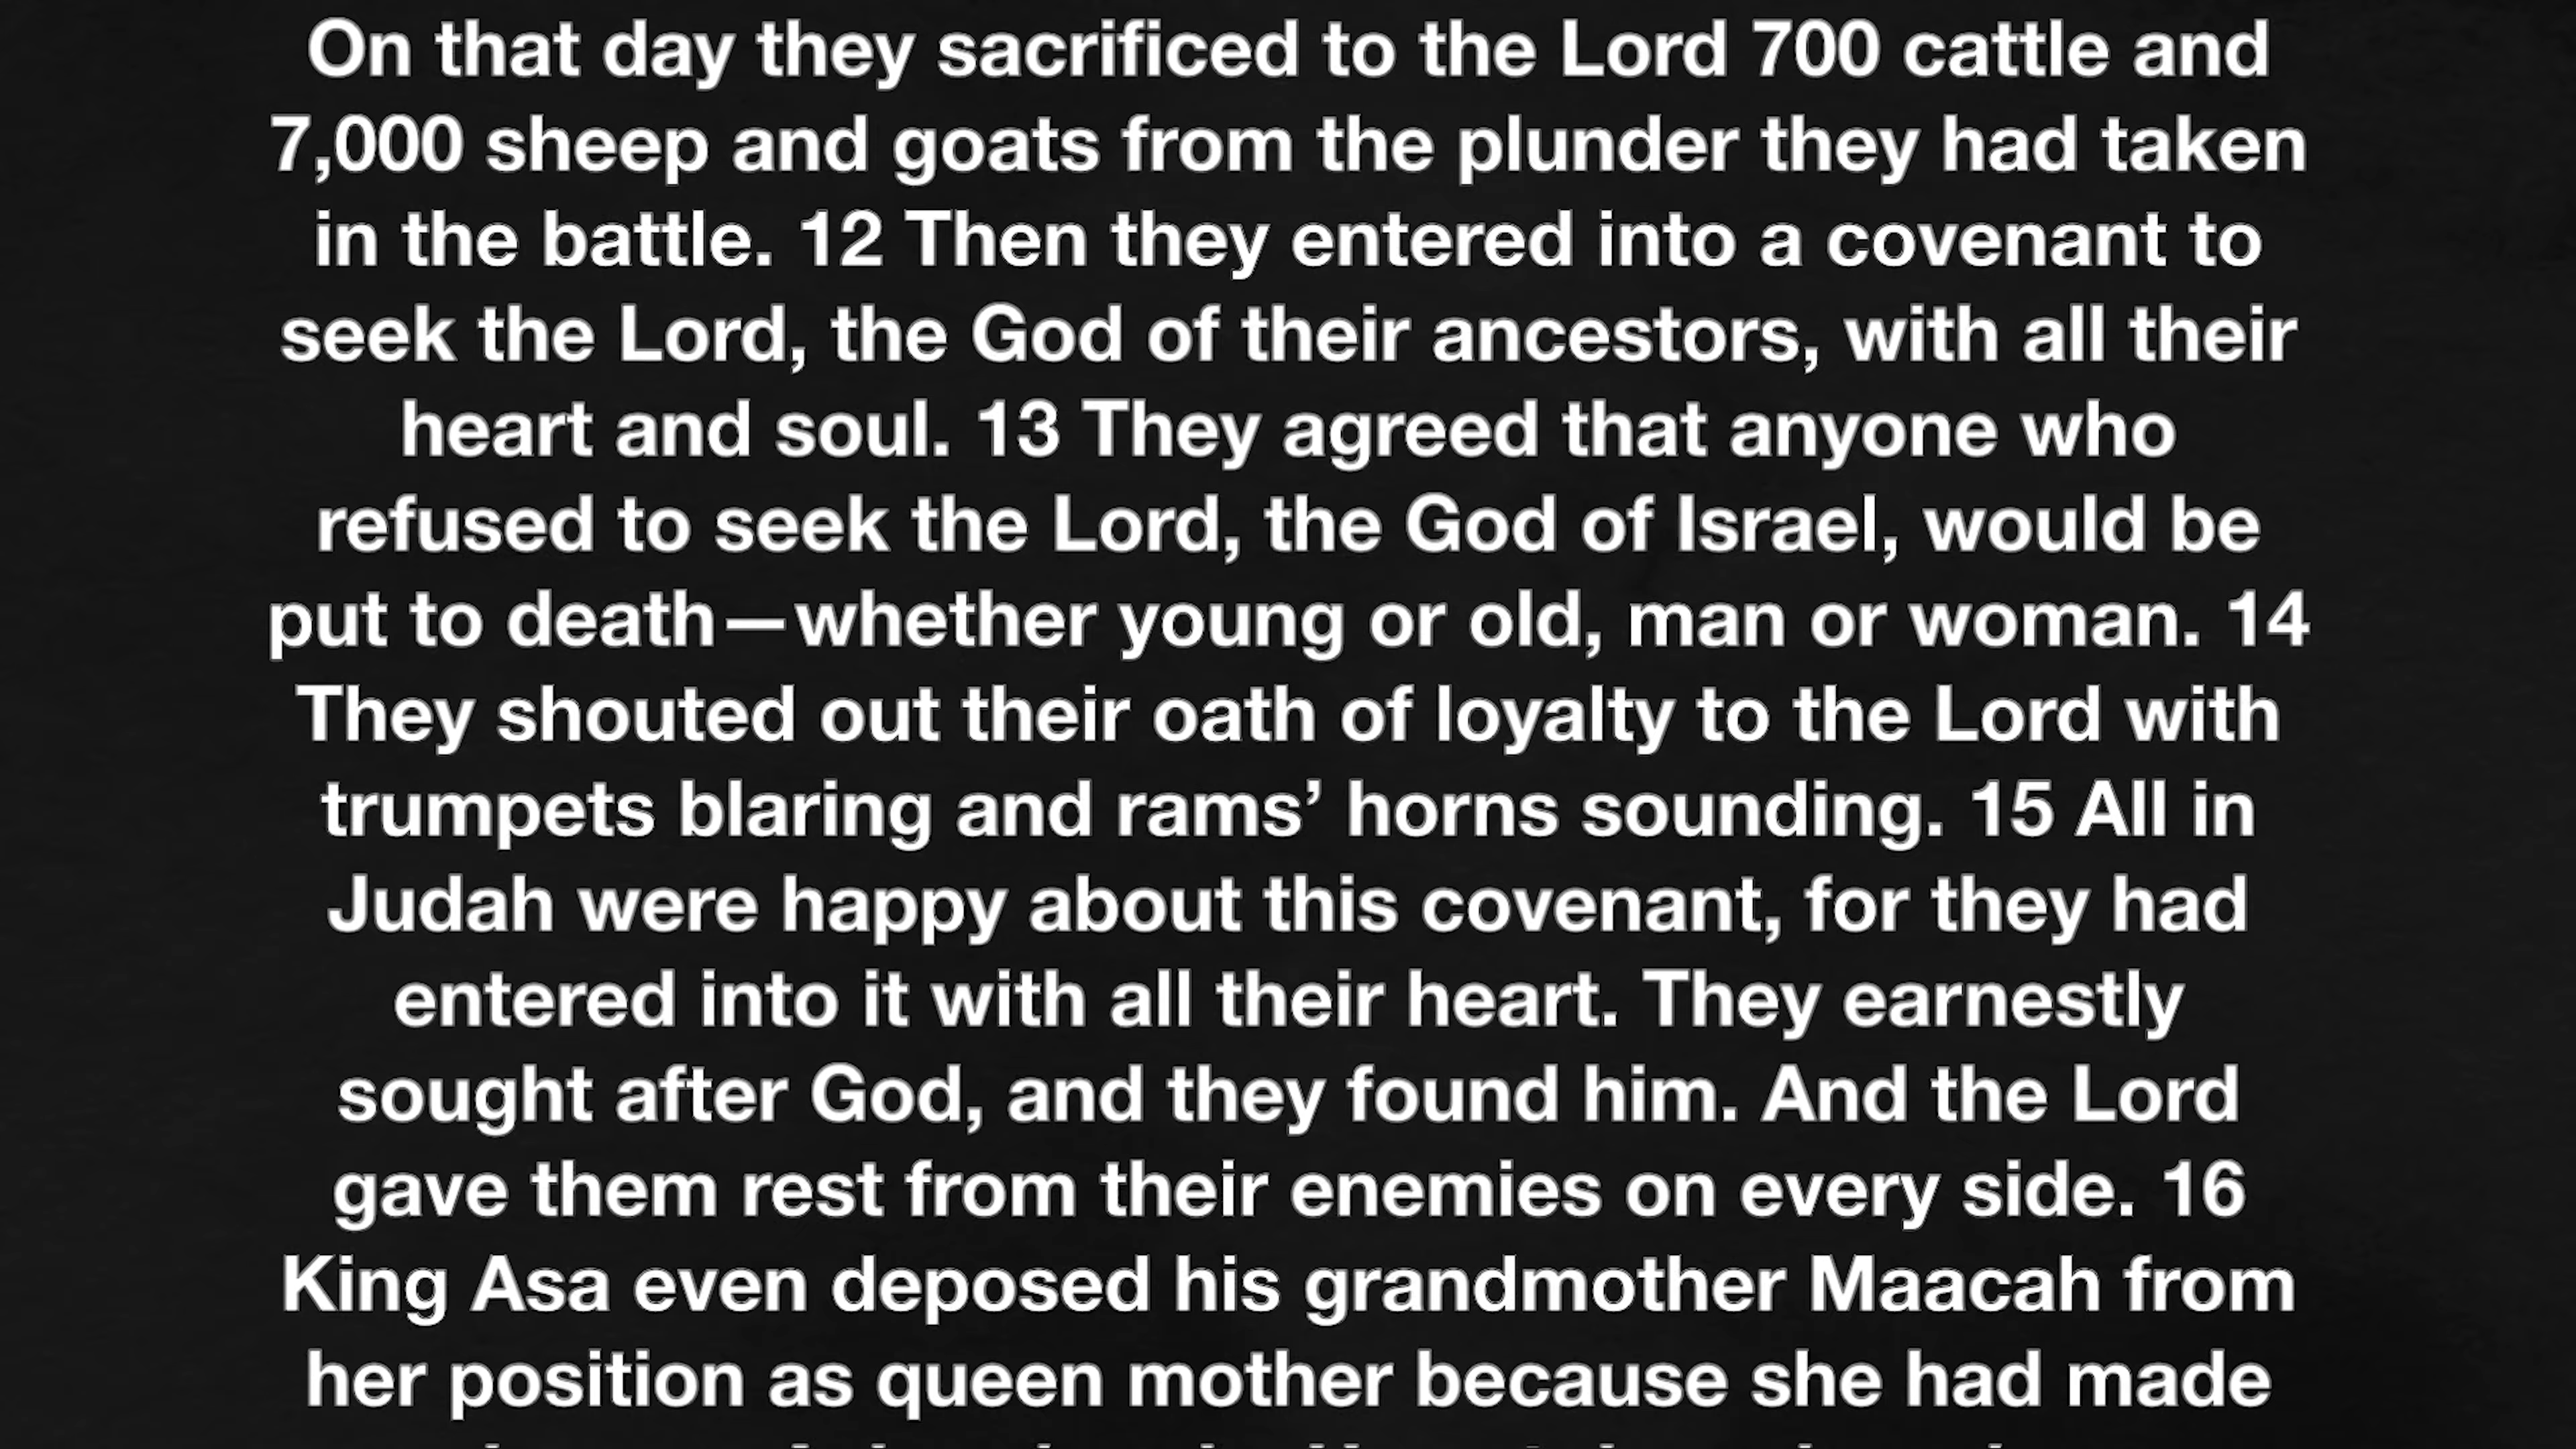 On that day they sacrificed to the Lord 700 cattle and
7,000 sheep and goats from the plunder they had taken
in the battle. 12 Then they entered into a covenant to
seek the Lord, the God of their ancestors, with all their
heart and soul. 13 They agreed that anyone who
refused to seek the Lord, the God of Israel, would be
put to death—whether young or old, man or woman. 14
They shouted out their oath of loyalty to the Lord with
trumpets blaring and rams’ horns sounding. 15 All in
Judah were happy about this covenant, for they had
entered into it with all their heart. They earnestly
sought after God, and they found him. And the Lord
gave them rest from their enemies on every side. 16
King Asa even deposed his grandmother Maacah from
her position as queen mother because she had made